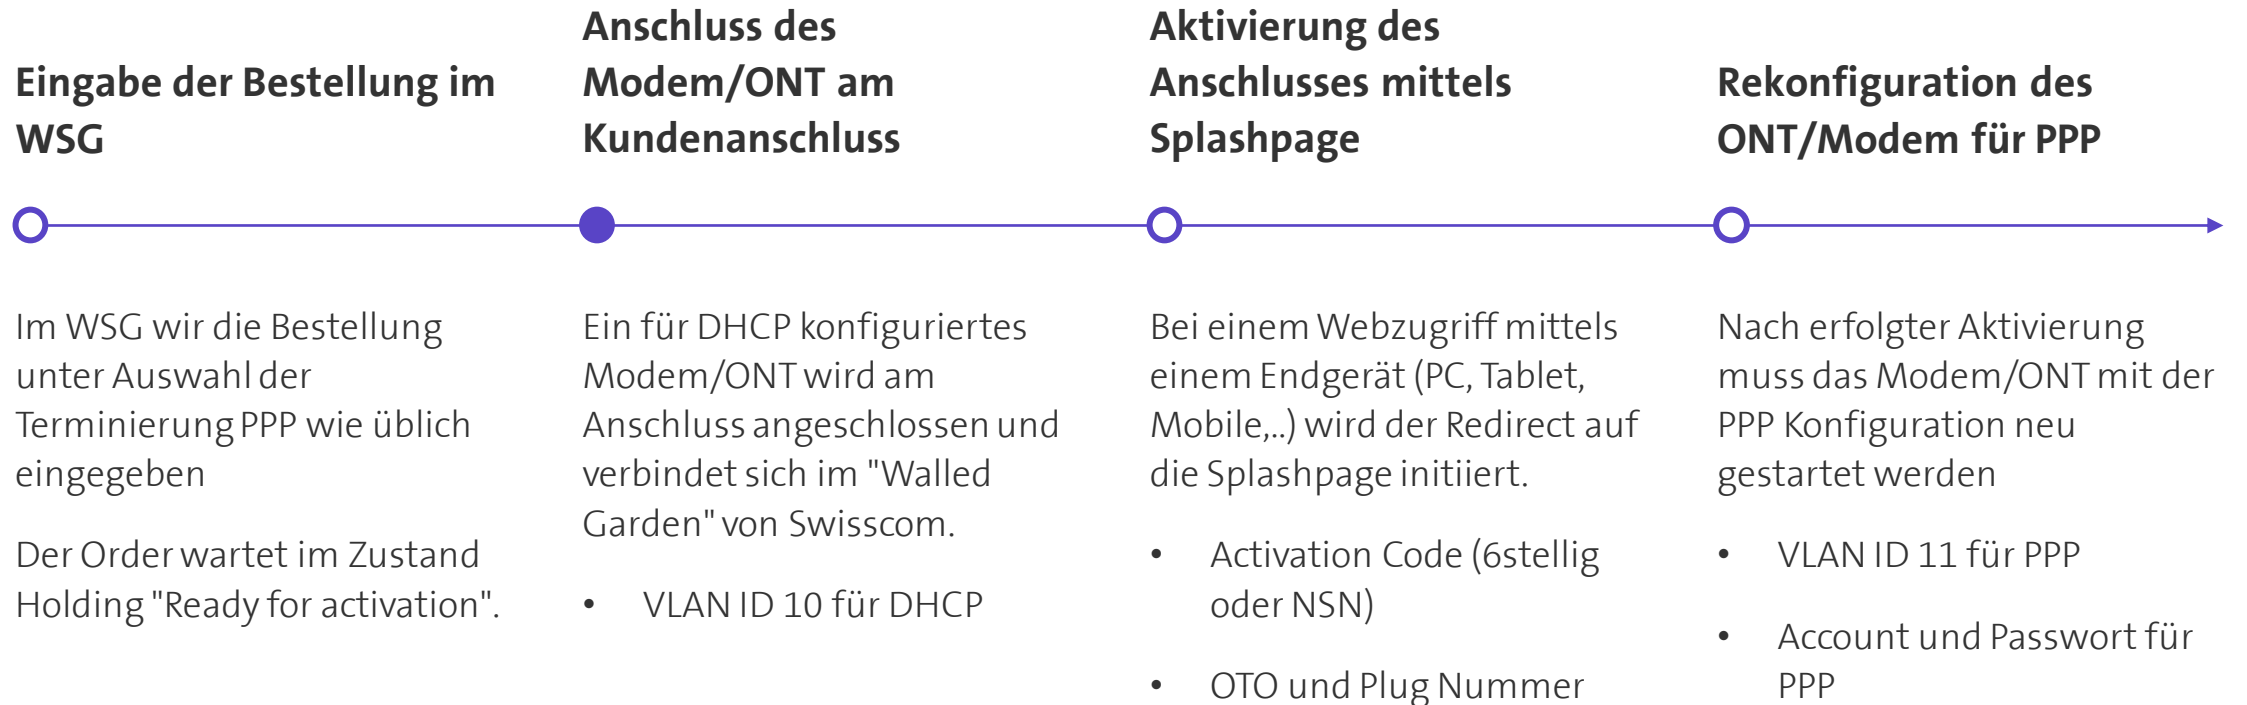 Eingabe der Bestellung im
WSG
Anschluss des
Modem/ONT am
Kundenanschluss
Aktivierung des
Anschlusses mittels
Splashpage
Rekonfiguration des
ONT/Modem für PPP
Im WSG wir die Bestellung
unter Auswahl der
Terminierung PPP wie üblich
eingegeben
Der Order wartet im Zustand
Holding "Ready for activation".
Ein für DHCP konfiguriertes
Modem/ONT wird am
Anschluss angeschlossen und
verbindet sich im "Walled
Garden" von Swisscom.
• VLAN ID 10 für DHCP
Bei einem Webzugriff mittels
einem Endgerät (PC, Tablet,
Mobile,..) wird der Redirect auf
die Splashpage initiiert.
• Activation Code (6stellig
oder NSN)
• OTO und Plug Nummer
Nach erfolgter Aktivierung
muss das Modem/ONT mit der
PPP Konfiguration neu
gestartet werden
• VLAN ID 11 für PPP
• Account und Passwort für
PPP